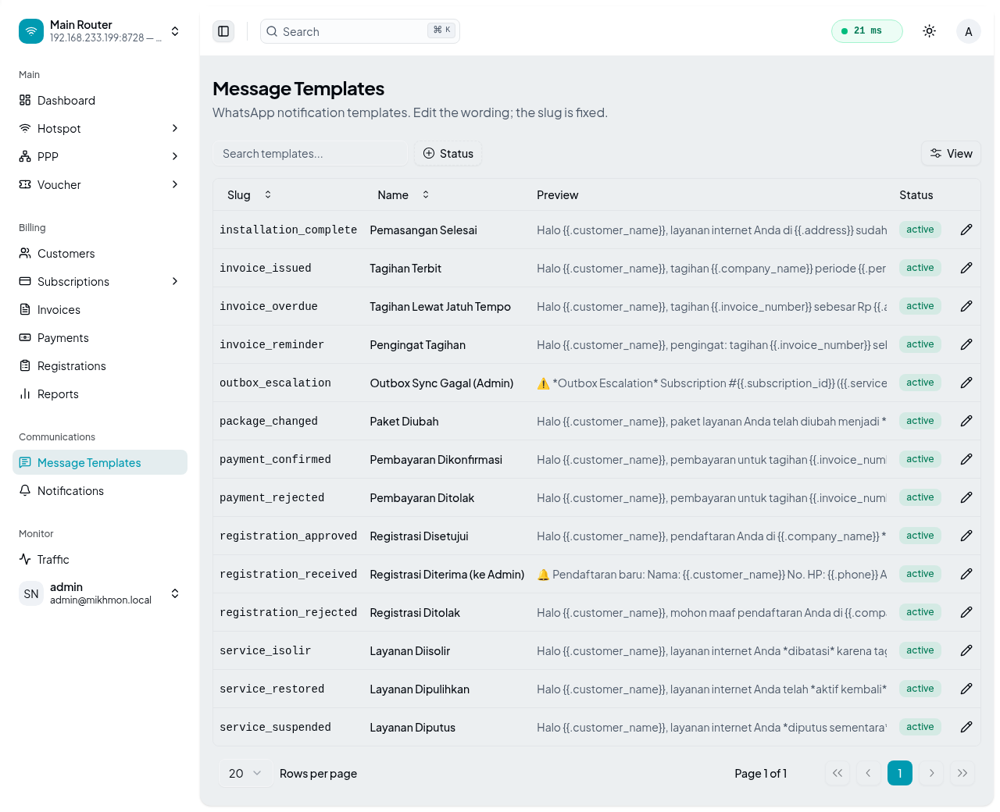 Main Router
192.168.233.199:8728 — ...
Search
⌘ K
21 ms
A
Main
Dashboard
Hotspot
PPP
Voucher
Billing
Customers
Subscriptions
Invoices
Payments
Registrations
Reports
Communications
Message Templates
Notifications
Monitor
Traffic
SN
admin
admin@mikhmon.local
Message Templates
WhatsApp notification templates. Edit the wording; the slug is fixed.
Search templates...
Status
View
Slug Name Preview Status
installation_complete Pemasangan Selesai Halo {{.customer_name}}, layanan internet Anda di {{.address}} sudah active
invoice_issued Tagihan Terbit Halo {{.customer_name}}, tagihan {{.company_name}} periode {{.per active
invoice_overdue Tagihan Lewat Jatuh Tempo Halo {{.customer_name}}, tagihan {{.invoice_number}} sebesar Rp {{.a active
invoice_reminder Pengingat Tagihan Halo {{.customer_name}}, pengingat: tagihan {{.invoice_number}} sel active
outbox_escalation Outbox Sync Gagal (Admin) ⚠️ *Outbox Escalation* Subscription #{{.subscription_id}} ({{.service active
package_changed Paket Diubah Halo {{.customer_name}}, paket layanan Anda telah diubah menjadi * active
payment_confirmed Pembayaran Dikonfirmasi Halo {{.customer_name}}, pembayaran untuk tagihan {{.invoice_num active
payment_rejected Pembayaran Ditolak Halo {{.customer_name}}, pembayaran untuk tagihan {{.invoice_num active
registration_approved Registrasi Disetujui Halo {{.customer_name}}, pendaftaran Anda di {{.company_name}} * active
registration_received Registrasi Diterima (ke Admin) 🔔 Pendaftaran baru: Nama: {{.customer_name}} No. HP: {{.phone}} A active
registration_rejected Registrasi Ditolak Halo {{.customer_name}}, mohon maaf pendaftaran Anda di {{.comp active
service_isolir Layanan Diisolir Halo {{.customer_name}}, layanan internet Anda *dibatasi* karena tag active
service_restored Layanan Dipulihkan Halo {{.customer_name}}, layanan internet Anda telah *aktif kembali* active
service_suspended Layanan Diputus Halo {{.customer_name}}, layanan internet Anda *diputus sementara* active
20 Rows per page
Page 1 of 1
1